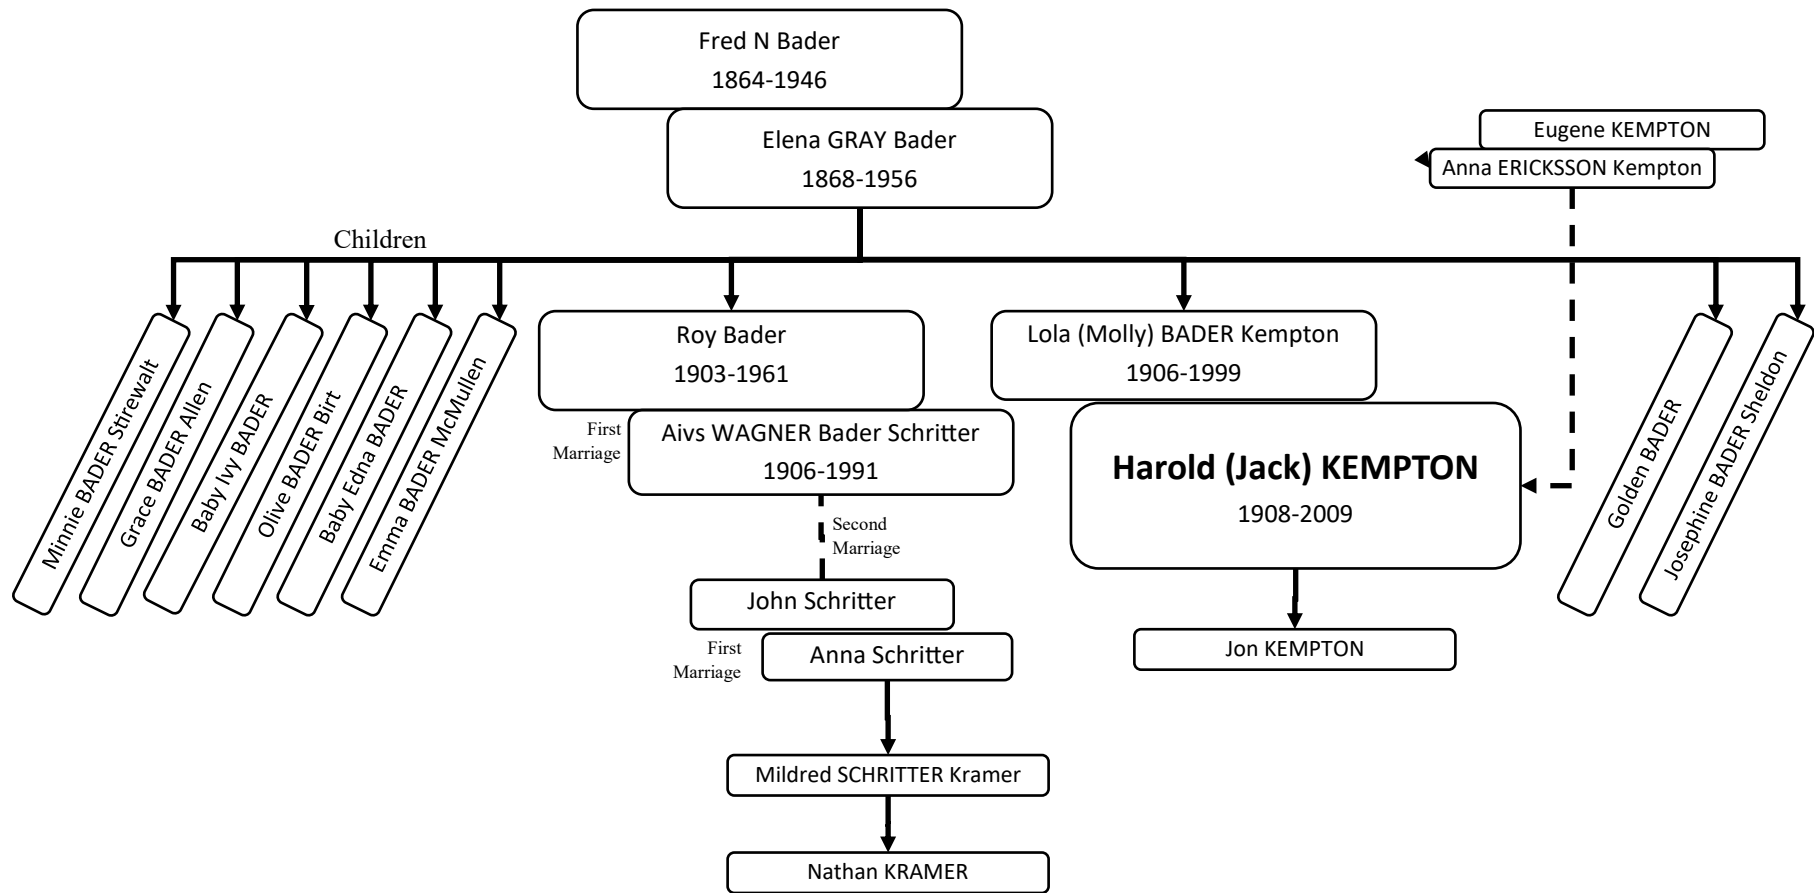 Fred N Bader
1864-1946
Elena GRAY Bader
1868-1956
Eugene KEMPTON
Anna ERICKSSON Kempton
Children
Minnie BADER Stirewalt
Grace BADER Allen
Baby Ivy BADER
Olive BADER Birt
Baby Edna BADER
Emma BADER McMullen
Roy Bader
1903-1961
First
Marriage
Aivs WAGNER Bader Schritter
1906-1991
Second
Marriage
John Schritter
First
Marriage
Anna Schritter
Mildred SCHRITTER Kramer
Nathan KRAMER
Lola (Molly) BADER Kempton
1906-1999
Harold (Jack) KEMPTON
1908-2009
Jon KEMPTON
Golden BADER
Josephine BADER Sheldon